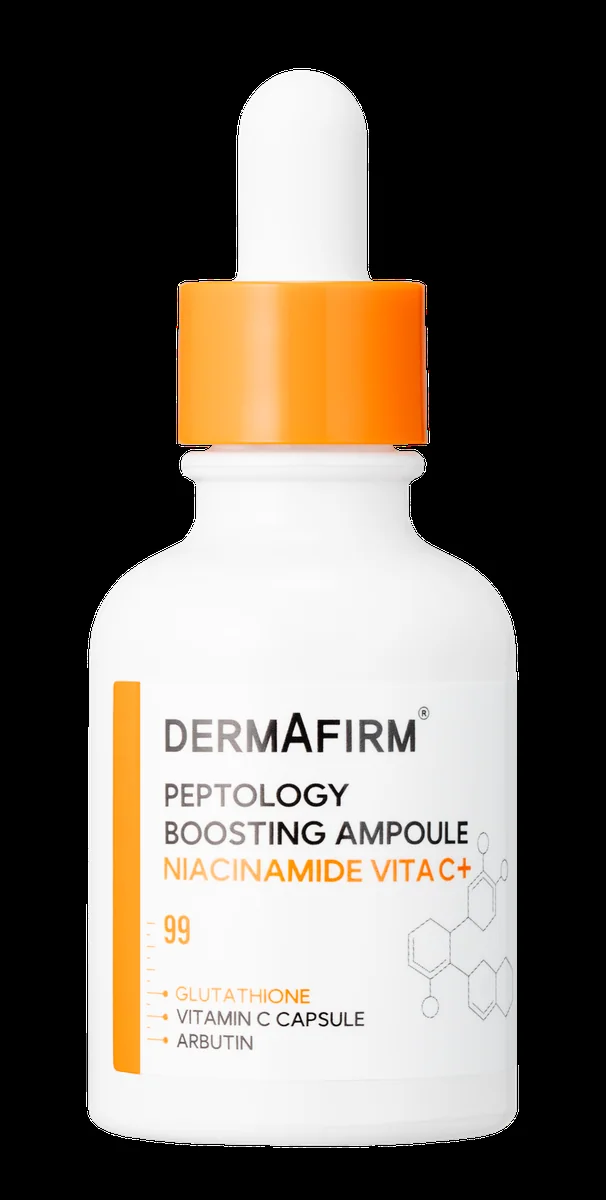 DERMAFIRM®
PEPTOLOGY
BOOSTING AMPOULE
NIACINAMIDE VITA C+
99
GLUTATHIONE
VITAMIN C CAPSULE
ARBUTIN